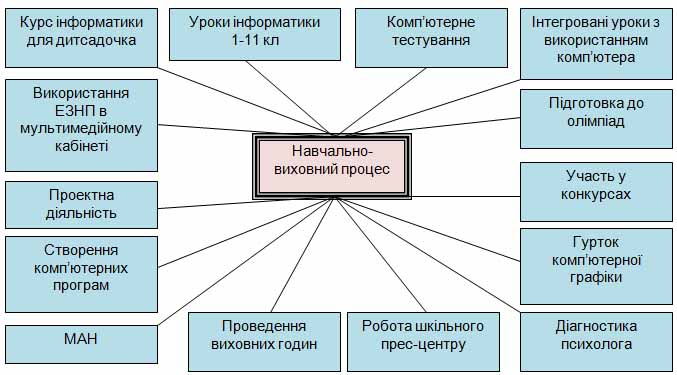 Курс інформатики
для дитсадочка
Уроки інформатики
1-11 кл
Комп'ютерне
тестування
Інтегровані уроки з
використанням
комп'ютера
Використання
ЕЗНП в
мультимедійному
кабінеті
Підготовка до
олімпіад
Навчально-
виховний процес
Проектна
діяльність
Участь у
конкурсах
Створення
комп'ютерних
програм
Гурток
комп'ютерної
графіки
МАН
Проведення
виховних годин
Робота шкільного
прес-центру
Діагностика
психолога